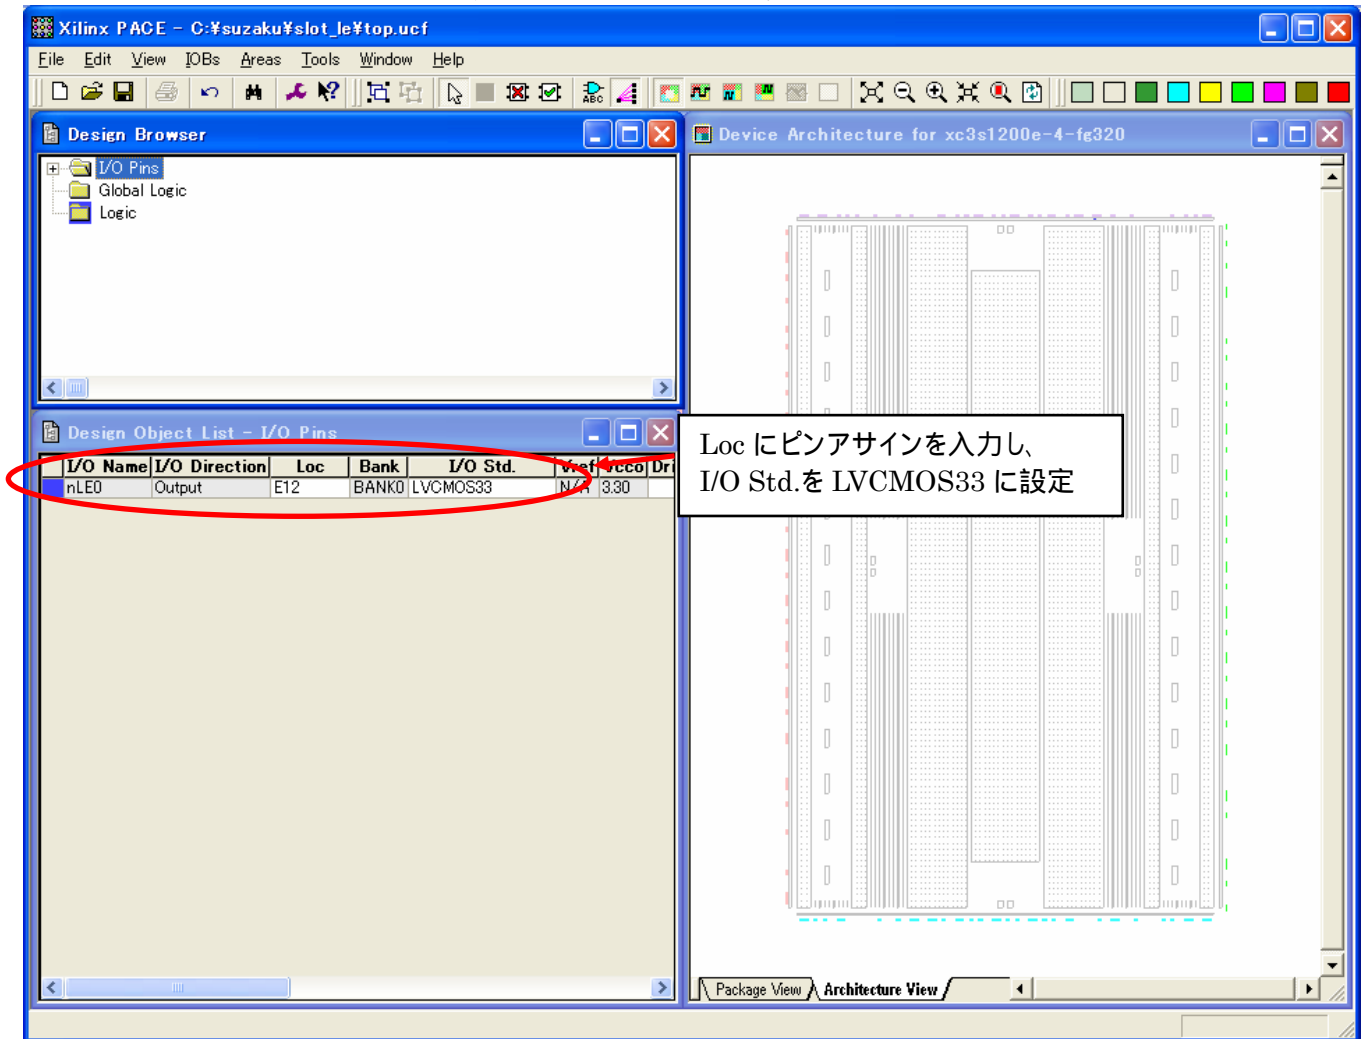 Xilinx PACE - C:¥suzaku¥slot_le¥top.ucf
File Edit View IOBs Areas Tools Window Help
ABC
Design Browser
I/O Pins
Global Logic
Logic
Device Architecture for xc3s1200e-4-fg320
Design Object List - I/O Pins
I/O Name I/O Direction Loc Bank I/O Std. Vref Vcco Dri
nLE0 Output E12 BANK0 LVCMOS33 N/A 3.30
Loc にピンアサインを入力し、
I/O Std.を LVCMOS33 に設定
Package View Architecture View